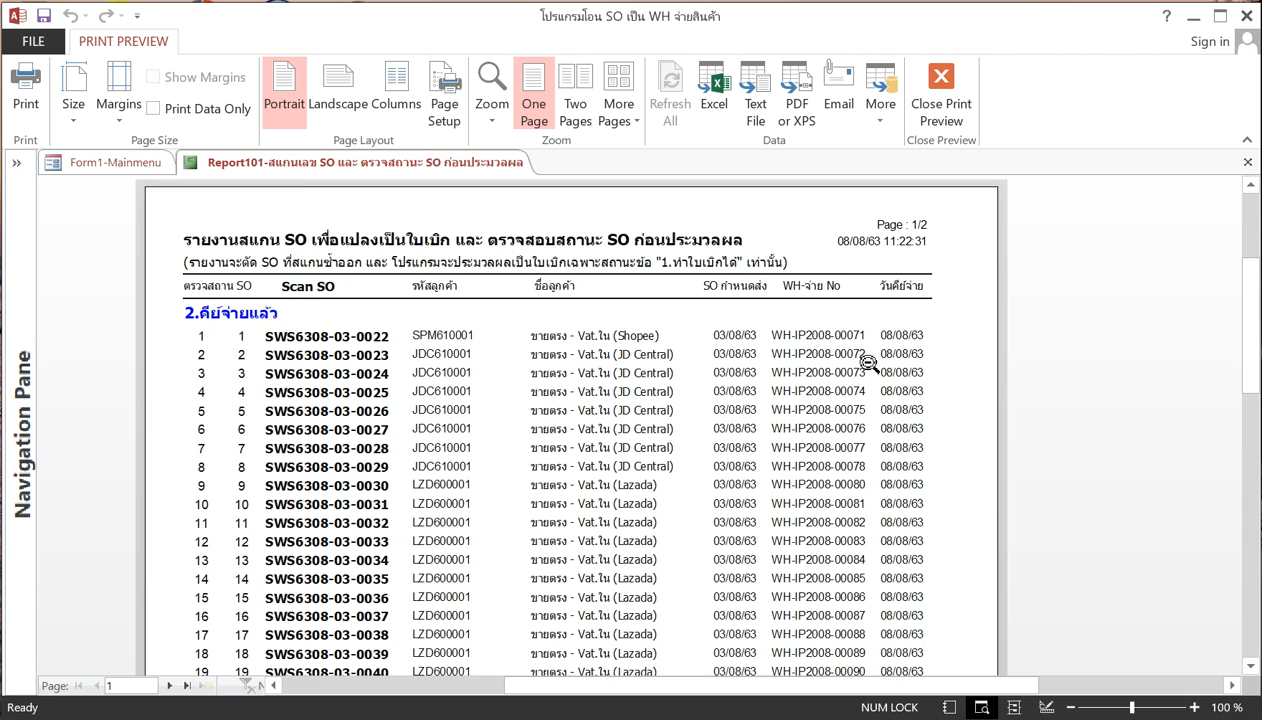 โปรแกรมโอน SO เป็น WH จ่ายสินค้า
FILE PRINT PREVIEW Sign in
Show Margins
Print Data Only
Print Size Margins Portrait Landscape Columns Page Setup Zoom One Page Two Pages More Pages Refresh All Excel Text File PDF or XPS Email More Close Print Preview
Print Page Size Page Layout Zoom Data Close Preview
Form1-Mainmenu Report101-สแกนเลข SO และ ตรวจสถานะ SO ก่อนประมวลผล
Navigation Pane
Page : 1/2
รายงานสแกน SO เพื่อแปลงเป็นใบเบิก และ ตรวจสอบสถานะ SO ก่อนประมวลผล 08/08/63 11:22:31
(รายงานจะตัด SO ที่สแกนซ้ำออก และ โปรแกรมจะประมวลผลเป็นใบเบิกเฉพาะสถานะข้อ "1.ทำใบเบิกได้" เท่านั้น)
ตรวจสถาน SO Scan SO รหัสลูกค้า ชื่อลูกค้า SO กำหนดส่ง WH-จ่าย No วันคีย์จ่าย
2.คีย์จ่ายแล้ว
1 1 SWS6308-03-0022 SPM610001 ขายตรง - Vat.ใน (Shopee) 03/08/63 WH-IP2008-00071 08/08/63
2 2 SWS6308-03-0023 JDC610001 ขายตรง - Vat.ใน (JD Central) 03/08/63 WH-IP2008-00072 08/08/63
3 3 SWS6308-03-0024 JDC610001 ขายตรง - Vat.ใน (JD Central) 03/08/63 WH-IP2008-00073 08/08/63
4 4 SWS6308-03-0025 JDC610001 ขายตรง - Vat.ใน (JD Central) 03/08/63 WH-IP2008-00074 08/08/63
5 5 SWS6308-03-0026 JDC610001 ขายตรง - Vat.ใน (JD Central) 03/08/63 WH-IP2008-00075 08/08/63
6 6 SWS6308-03-0027 JDC610001 ขายตรง - Vat.ใน (JD Central) 03/08/63 WH-IP2008-00076 08/08/63
7 7 SWS6308-03-0028 JDC610001 ขายตรง - Vat.ใน (JD Central) 03/08/63 WH-IP2008-00077 08/08/63
8 8 SWS6308-03-0029 JDC610001 ขายตรง - Vat.ใน (JD Central) 03/08/63 WH-IP2008-00078 08/08/63
9 9 SWS6308-03-0030 LZD600001 ขายตรง - Vat.ใน (Lazada) 03/08/63 WH-IP2008-00080 08/08/63
10 10 SWS6308-03-0031 LZD600001 ขายตรง - Vat.ใน (Lazada) 03/08/63 WH-IP2008-00081 08/08/63
11 11 SWS6308-03-0032 LZD600001 ขายตรง - Vat.ใน (Lazada) 03/08/63 WH-IP2008-00082 08/08/63
12 12 SWS6308-03-0033 LZD600001 ขายตรง - Vat.ใน (Lazada) 03/08/63 WH-IP2008-00083 08/08/63
13 13 SWS6308-03-0034 LZD600001 ขายตรง - Vat.ใน (Lazada) 03/08/63 WH-IP2008-00084 08/08/63
14 14 SWS6308-03-0035 LZD600001 ขายตรง - Vat.ใน (Lazada) 03/08/63 WH-IP2008-00085 08/08/63
15 15 SWS6308-03-0036 LZD600001 ขายตรง - Vat.ใน (Lazada) 03/08/63 WH-IP2008-00086 08/08/63
16 16 SWS6308-03-0037 LZD600001 ขายตรง - Vat.ใน (Lazada) 03/08/63 WH-IP2008-00087 08/08/63
17 17 SWS6308-03-0038 LZD600001 ขายตรง - Vat.ใน (Lazada) 03/08/63 WH-IP2008-00088 08/08/63
18 18 SWS6308-03-0039 LZD600001 ขายตรง - Vat.ใน (Lazada) 03/08/63 WH-IP2008-00089 08/08/63
19 19 SWS6308-03-0040 LZD600001 ขายตรง - Vat.ใน (Lazada) 03/08/63 WH-IP2008-00090 08/08/63
Page: 1
Ready NUM LOCK 100 %